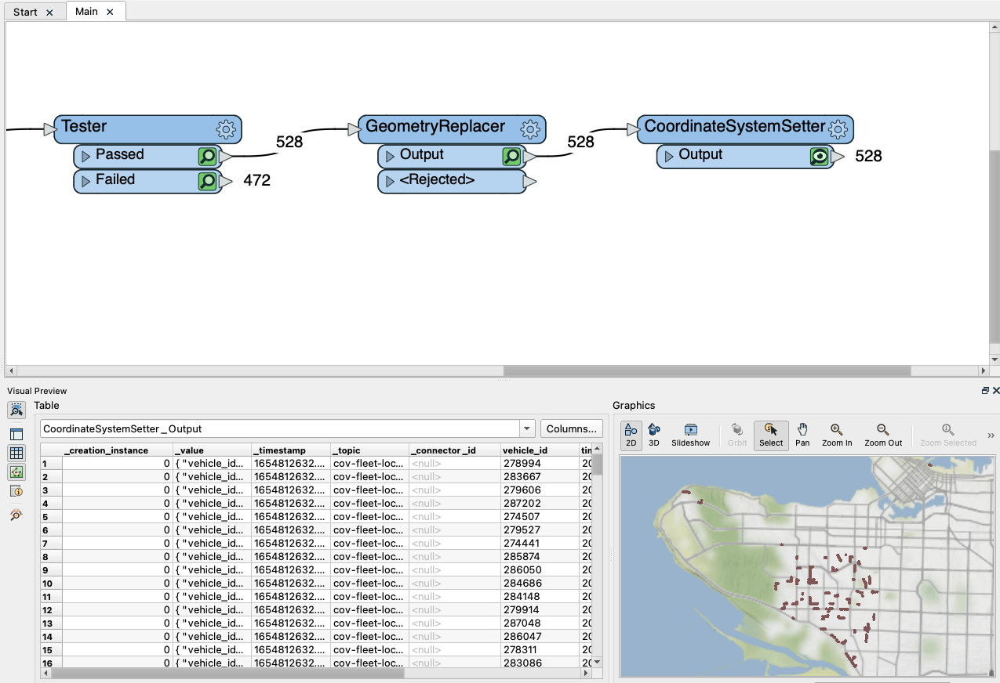 Start
Main
Tester
Passed
Failed
528
472
GeometryReplacer
Output
<Rejected>
528
CoordinateSystemSetter
Output
528
Visual Preview
Table
CoordinateSystemSetter_Output
Columns...
_creation_instance _value _timestamp _topic _connector_id vehicle_id tin
1 0 { "vehicle_id... 1654812632.... cov-fleet-loc... <null> 278994 20
2 0 { "vehicle_id... 1654812632.... cov-fleet-loc... <null> 283667 20
3 0 { "vehicle_id... 1654812632.... cov-fleet-loc... <null> 279606 20
4 0 { "vehicle_id... 1654812632.... cov-fleet-loc... <null> 287202 20
5 0 { "vehicle_id... 1654812632.... cov-fleet-loc... <null> 274507 20
6 0 { "vehicle_id... 1654812632.... cov-fleet-loc... <null> 279527 20
7 0 { "vehicle_id... 1654812632.... cov-fleet-loc... <null> 274441 20
8 0 { "vehicle_id... 1654812632.... cov-fleet-loc... <null> 285874 20
9 0 { "vehicle_id... 1654812632.... cov-fleet-loc... <null> 286050 20
10 0 { "vehicle_id... 1654812632.... cov-fleet-loc... <null> 284686 20
11 0 { "vehicle_id... 1654812632.... cov-fleet-loc... <null> 284148 20
12 0 { "vehicle_id... 1654812632.... cov-fleet-loc... <null> 279914 20
13 0 { "vehicle_id... 1654812632.... cov-fleet-loc... <null> 287048 20
14 0 { "vehicle_id... 1654812632.... cov-fleet-loc... <null> 286047 20
15 0 { "vehicle_id... 1654812632.... cov-fleet-loc... <null> 278311 20
16 0 { "vehicle_id... 1654812632.... cov-fleet-loc... <null> 283086 20
Graphics
2D 3D Slideshow Orbit Select Pan Zoom In Zoom Out Zoom Selected